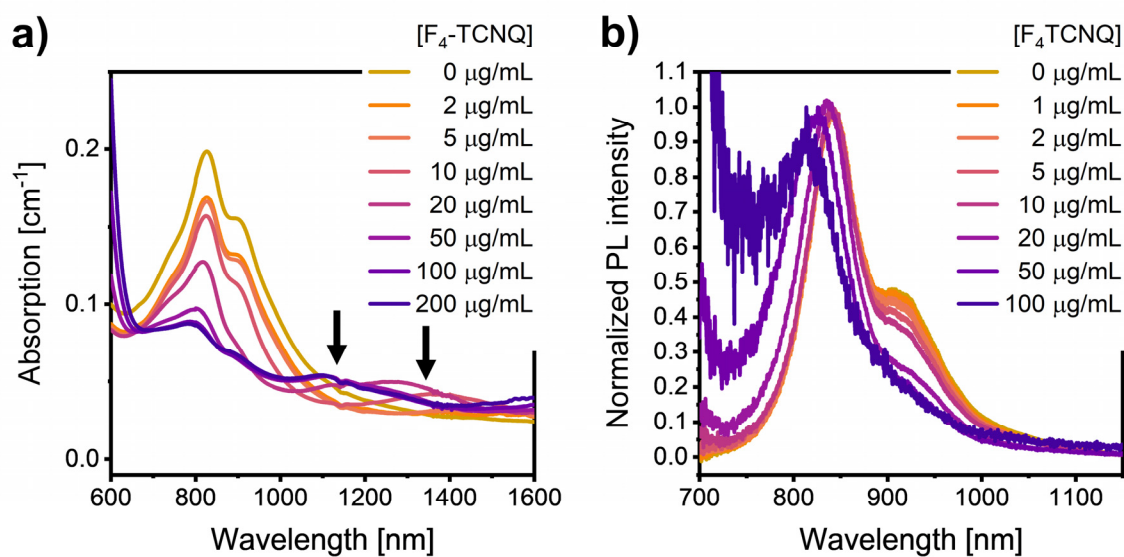 a)
[F₄-TCNQ]
0 μg/mL
2 μg/mL
5 μg/mL
10 μg/mL
20 μg/mL
50 μg/mL
100 μg/mL
200 μg/mL
Absorption [cm⁻¹]
0.2
0.1
0.0
600 800 1000 1200 1400 1600
Wavelength [nm]
b)
[F₄TCNQ]
0 μg/mL
1 μg/mL
2 μg/mL
5 μg/mL
10 μg/mL
20 μg/mL
50 μg/mL
100 μg/mL
Normalized PL intensity
1.1
1.0
0.9
0.8
0.7
0.6
0.5
0.4
0.3
0.2
0.1
0.0
700 800 900 1000 1100
Wavelength [nm]